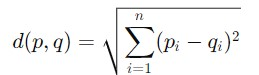 d(p, q) = √(∑_{i=1}^{n} (p_i − q_i)²)